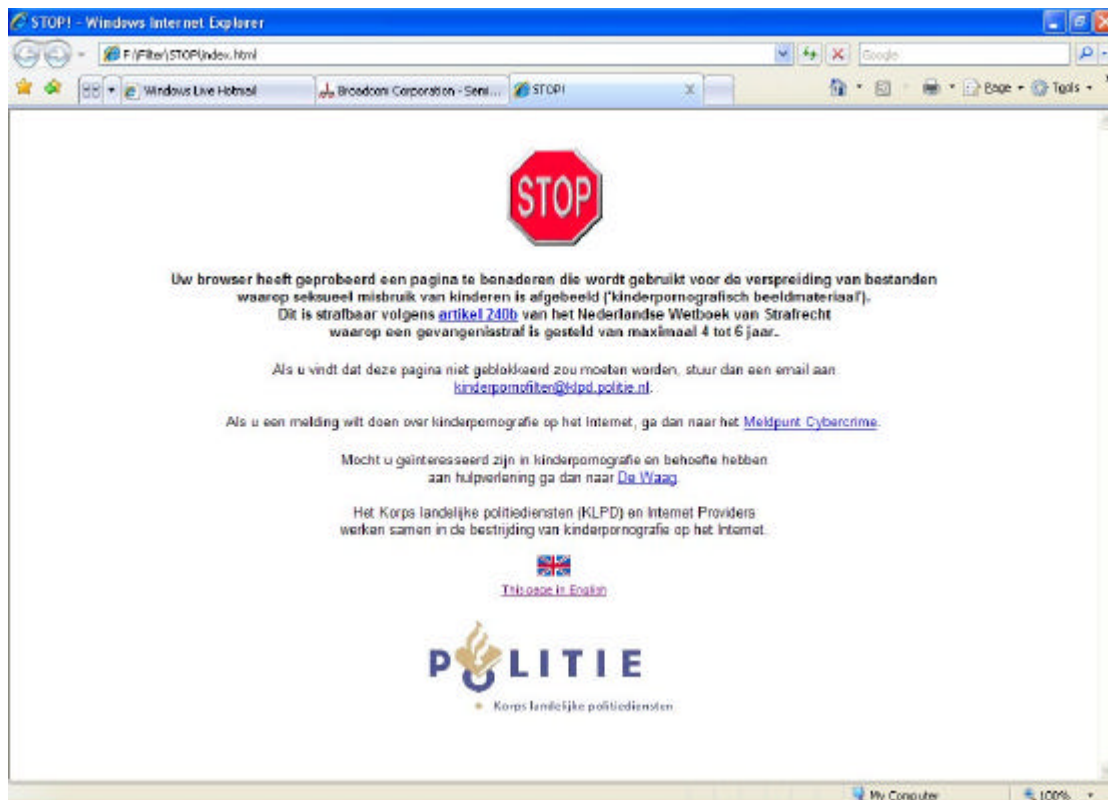 STOP! - Windows Internet Explorer
F:\Filter\STOP\index.html
Google
Windows Live Hotmail
Broadcom Corporation - Semi...
STOP!
Page
Tools
STOP
Uw browser heeft geprobeerd een pagina te benaderen die wordt gebruikt voor de verspreiding van bestanden
waarop seksueel misbruik van kinderen is afgebeeld ('kinderpornografisch beeldmateriaal').
Dit is strafbaar volgens artikel 240b van het Nederlandse Wetboek van Strafrecht
waarop een gevangenisstraf is gesteld van maximaal 4 tot 6 jaar.
Als u vindt dat deze pagina niet geblokkeerd zou moeten worden, stuur dan een email aan
kinderpornofilter@klpd.politie.nl.
Als u een melding wilt doen over kinderpornografie op het Internet, ga dan naar het Meldpunt Cybercrime.
Mocht u geïnteresseerd zijn in kinderpornografie en behoefte hebben
aan hulpverlening ga dan naar De Waag.
Het Korps landelijke politiediensten (KLPD) en Internet Providers
werken samen in de bestrijding van kinderpornografie op het Internet.
This page in English
POLITIE
Korps landelijke politiediensten
My Computer
100%